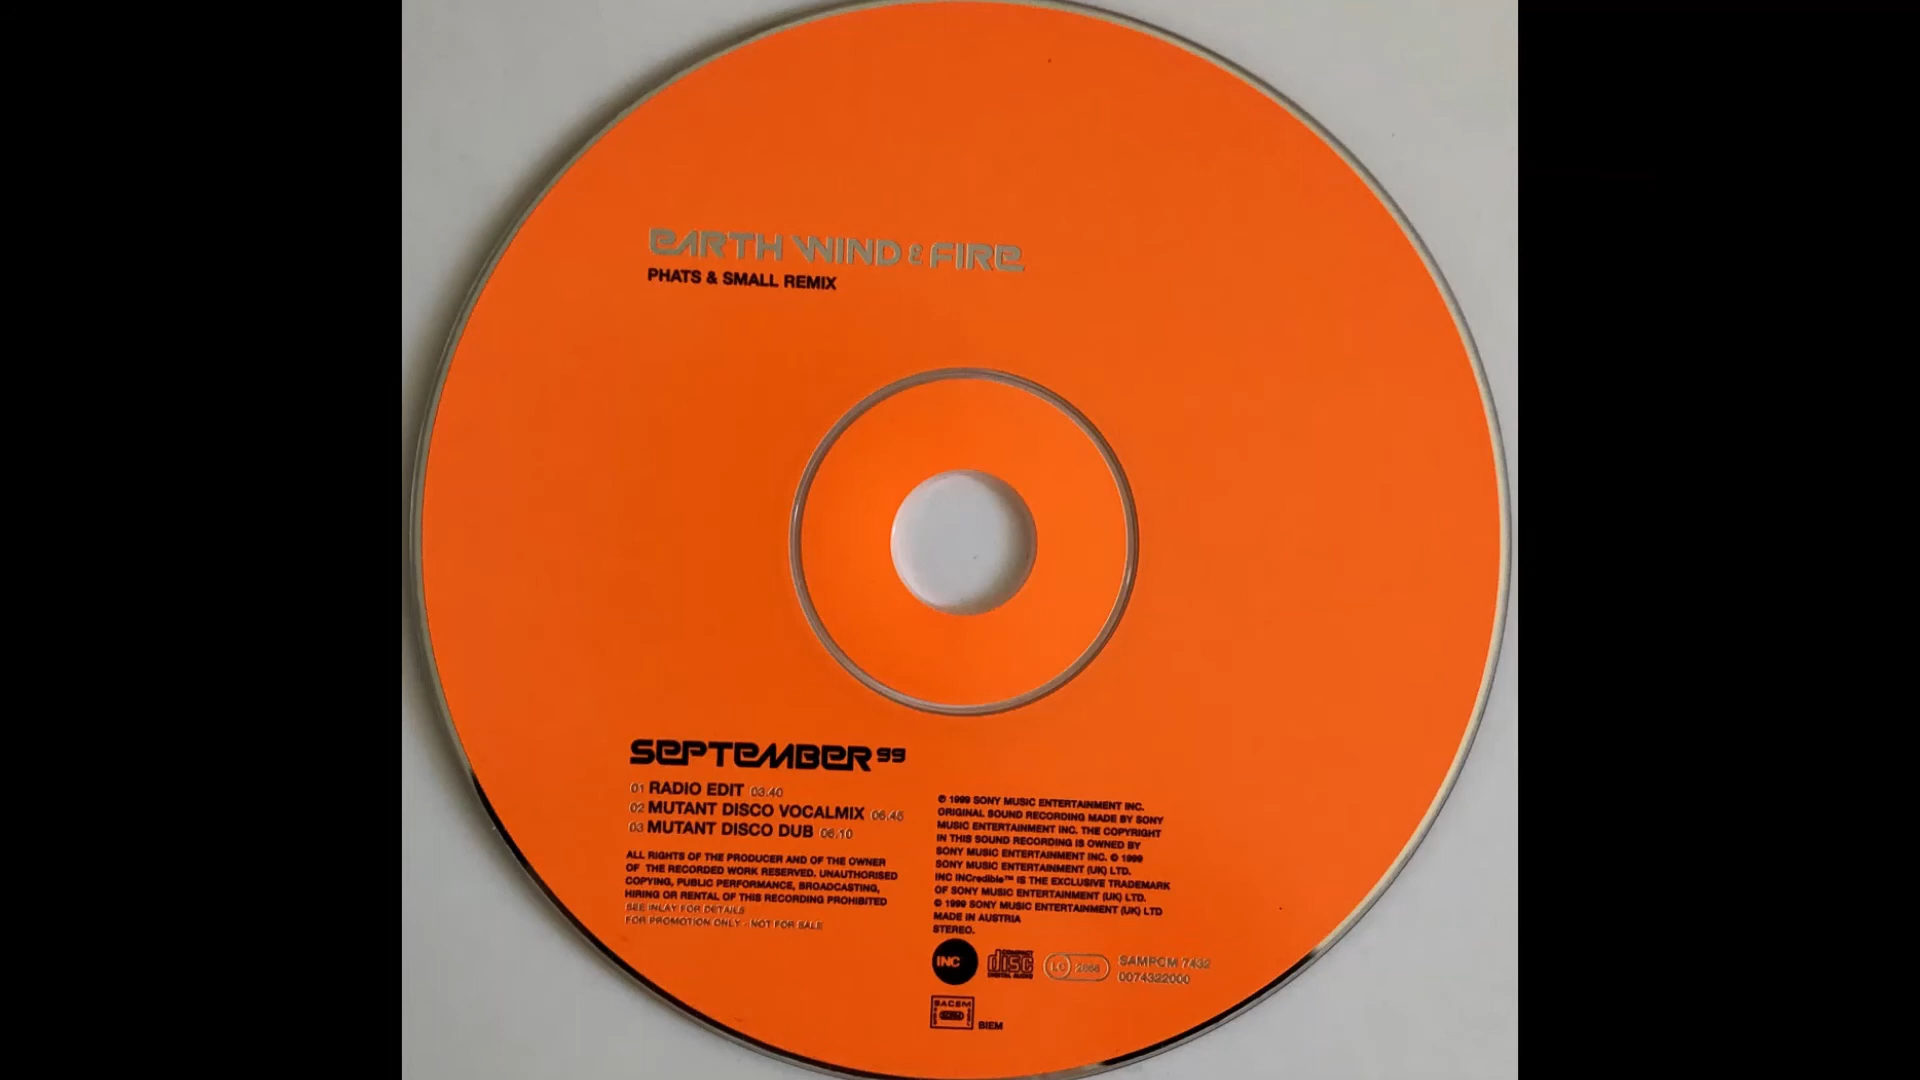 EARTH WIND & FIRE
PHATS & SMALL REMIX
SEPTEMBER 99
01 RADIO EDIT 03.40
02 MUTANT DISCO VOCALMIX 06.45
03 MUTANT DISCO DUB 06.10
ALL RIGHTS OF THE PRODUCER AND OF THE OWNER
OF THE RECORDED WORK RESERVED. UNAUTHORISED
COPYING, PUBLIC PERFORMANCE, BROADCASTING,
HIRING OR RENTAL OF THIS RECORDING PROHIBITED
SEE INLAY FOR DETAILS
FOR PROMOTION ONLY - NOT FOR SALE
℗ 1999 SONY MUSIC ENTERTAINMENT INC.
ORIGINAL SOUND RECORDING MADE BY SONY
MUSIC ENTERTAINMENT INC. THE COPYRIGHT
IN THIS SOUND RECORDING IS OWNED BY
SONY MUSIC ENTERTAINMENT INC. © 1999
SONY MUSIC ENTERTAINMENT (UK) LTD.
INC INCredible™ IS THE EXCLUSIVE TRADEMARK
OF SONY MUSIC ENTERTAINMENT (UK) LTD.
© 1999 SONY MUSIC ENTERTAINMENT (UK) LTD
MADE IN AUSTRIA
STEREO.
INC
COMPACT
disc
DIGITAL AUDIO
LC
SAMPCM 7432
0074322000
SACEM
BIEM